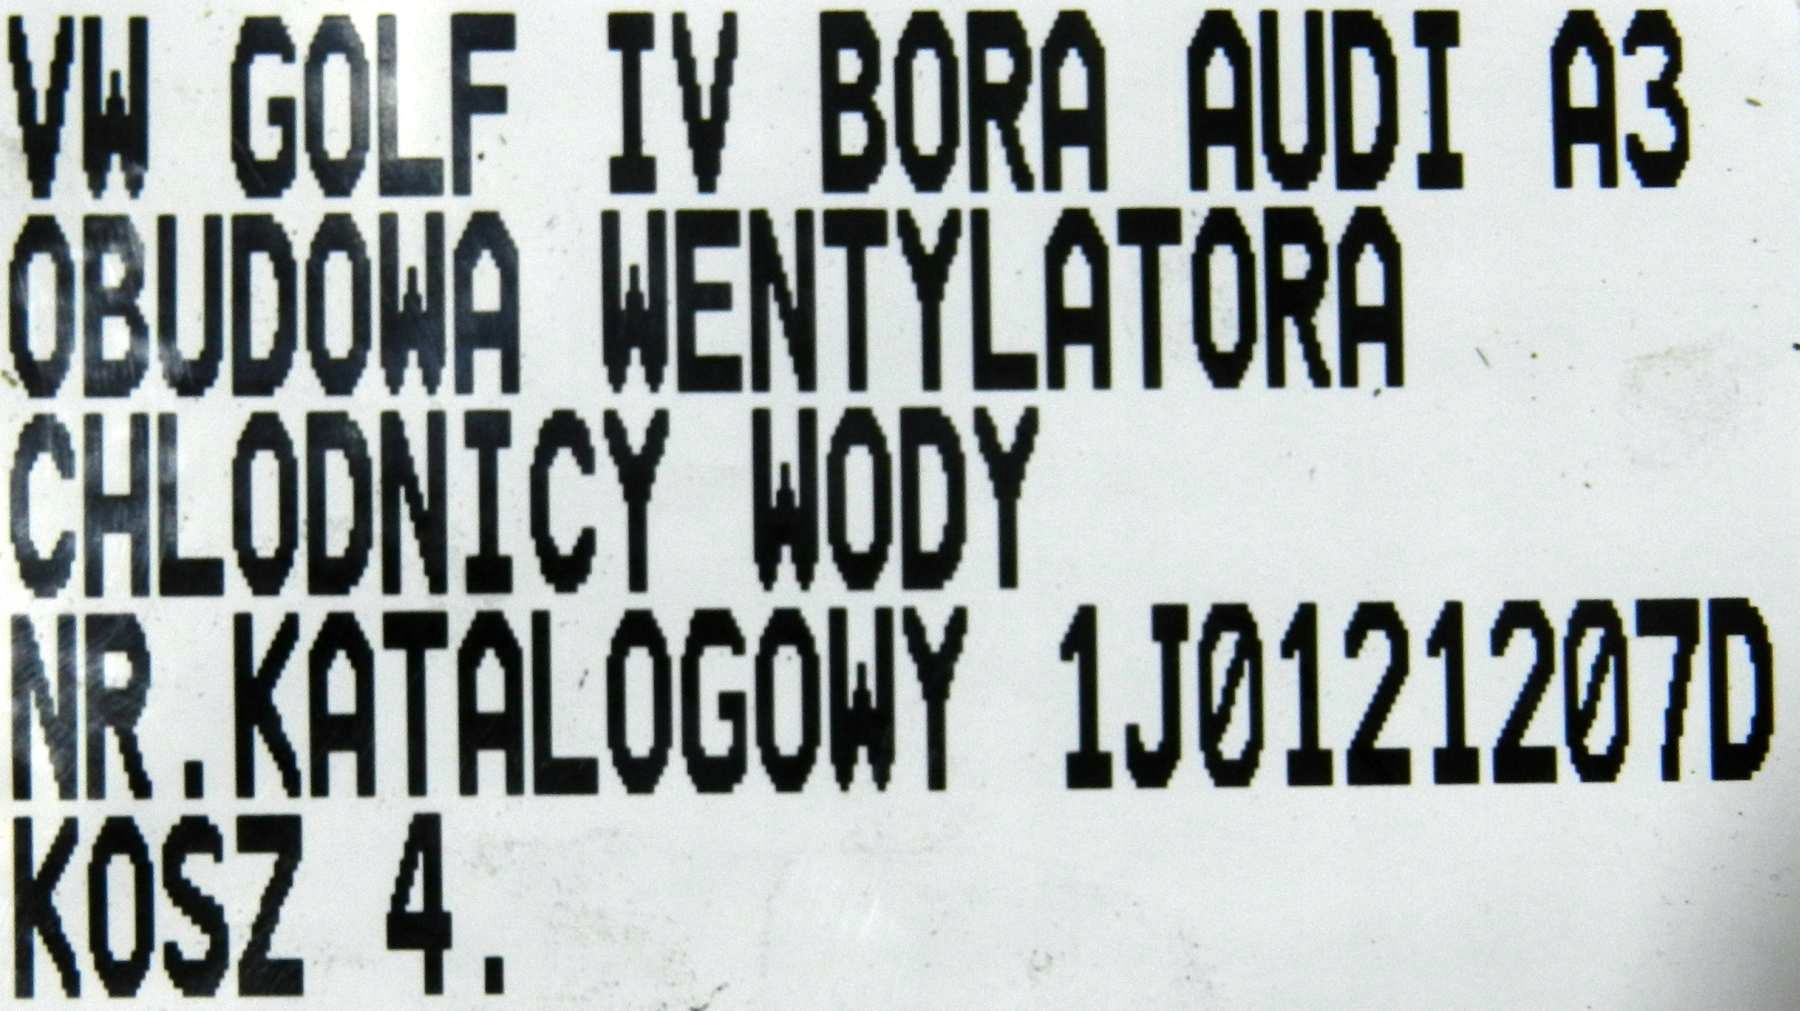 VW GOLF IV BORA AUDI A3
OBUDOWA WENTYLATORA
CHLODNICY WODY
NR.KATALOGOWY 1J0121207D
KOSZ 4.